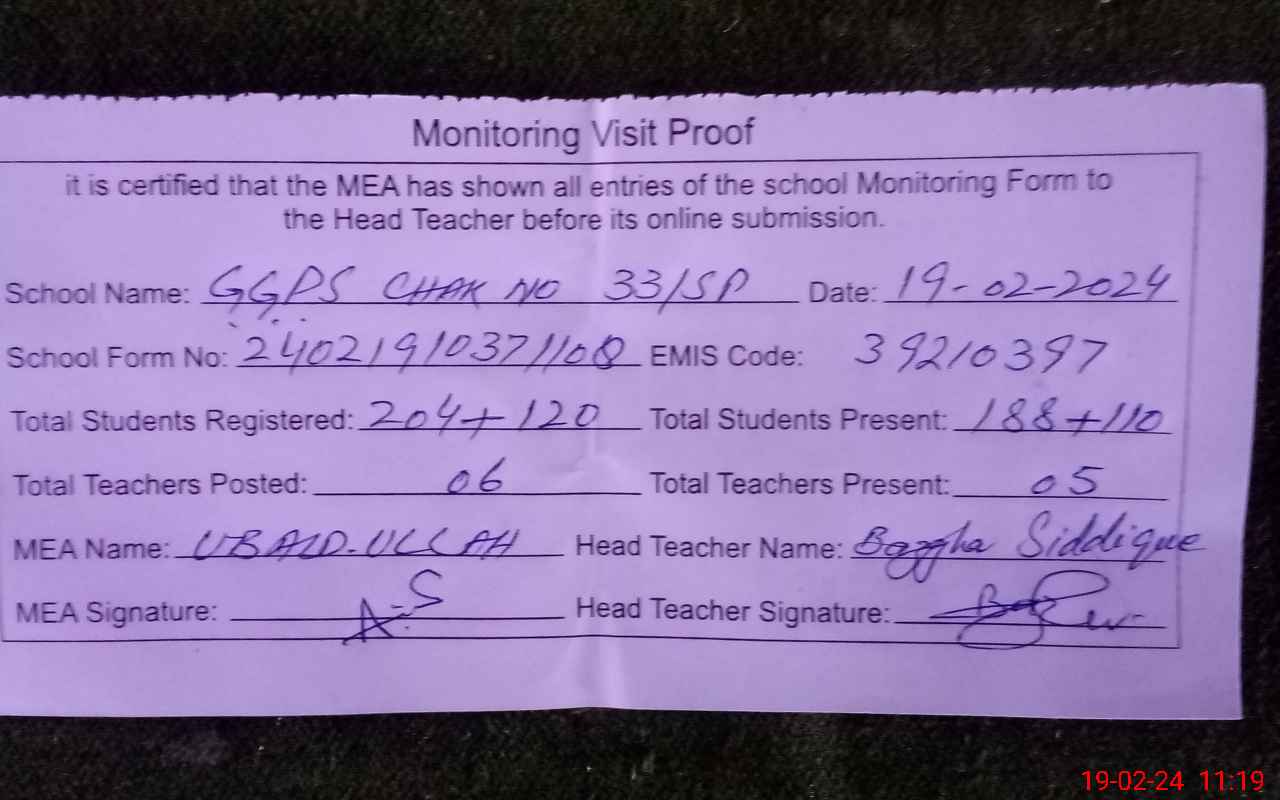 Monitoring Visit Proof
it is certified that the MEA has shown all entries of the school Monitoring Form to
the Head Teacher before its online submission.
School Name: GGPS CHAK NO 33/SP Date: 19-02-2024
School Form No: EMIS Code: 39210397
Total Students Registered: 204+120 Total Students Present: 188+110
Total Teachers Posted: 06 Total Teachers Present: 05
MEA Name: UBAID-ULLAH Head Teacher Name: Siddique
MEA Signature: Head Teacher Signature:
19-02-24 11:19